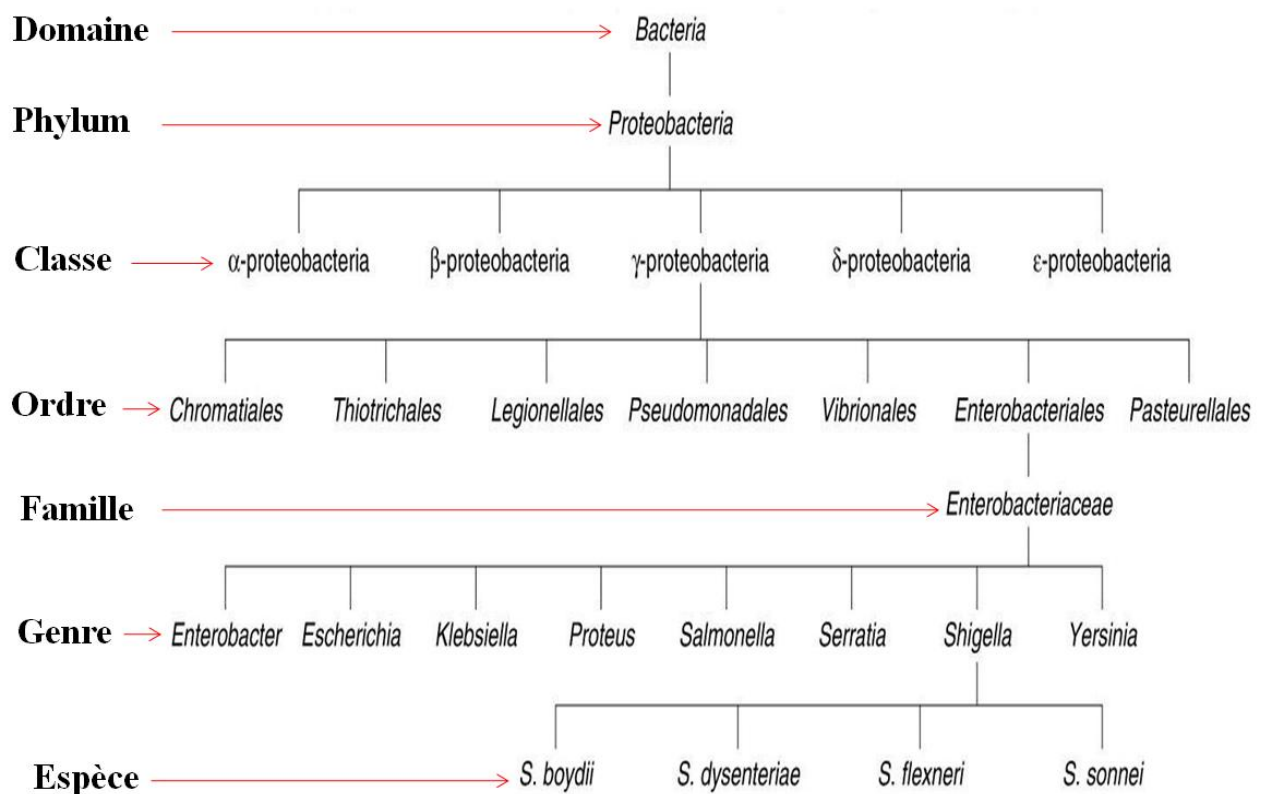 Domaine Bacteria
Phylum Proteobacteria
Classe α-proteobacteria β-proteobacteria γ-proteobacteria δ-proteobacteria ε-proteobacteria
Ordre Chromatiales Thiotrichales Legionellales Pseudomonadales Vibrionales Enterobacteriales Pasteurellales
Famille Enterobacteriaceae
Genre Enterobacter Escherichia Klebsiella Proteus Salmonella Serratia Shigella Yersinia
Espèce S. boydii S. dysenteriae S. flexneri S. sonnei